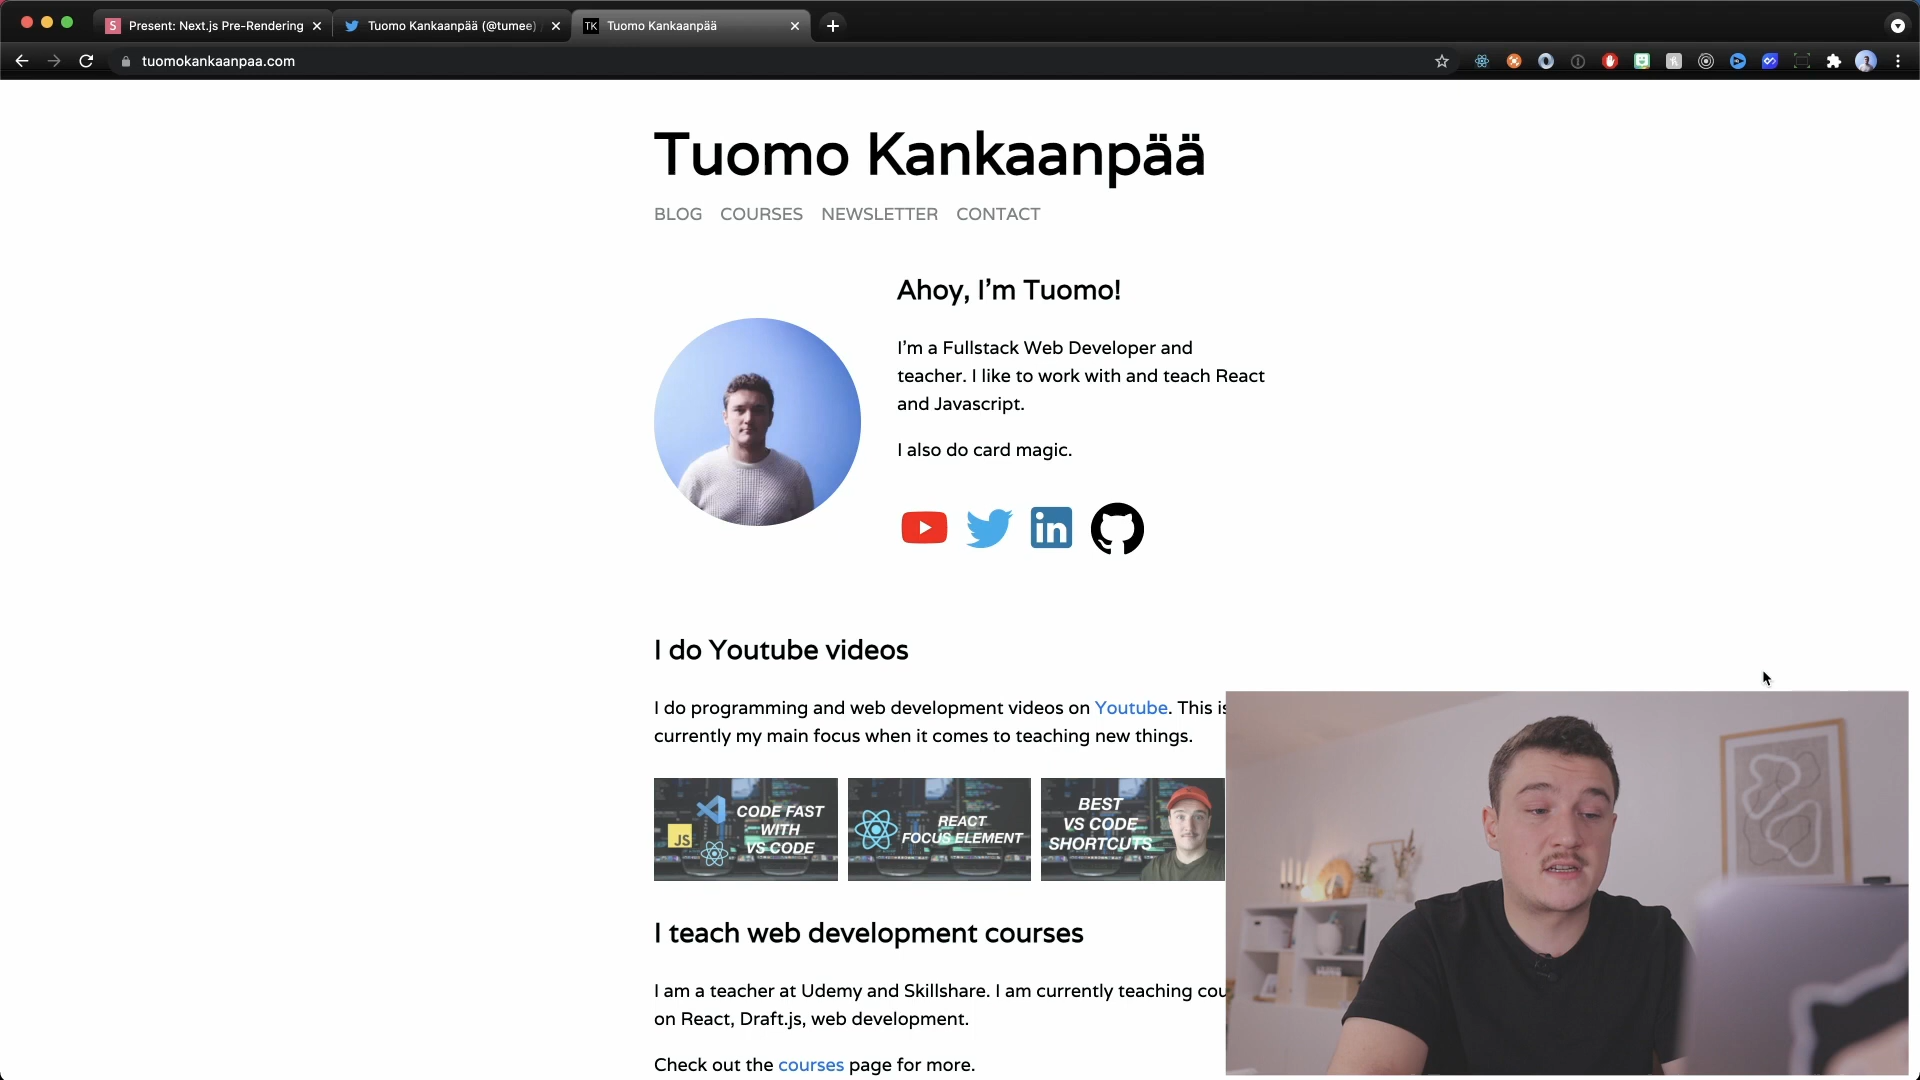 Present: Next.js Pre-Rendering
Tuomo Kankaanpää (@tumee)
TK
Tuomo Kankaanpää
tuomokankaanpaa.com
Tuomo Kankaanpää
BLOG COURSES NEWSLETTER CONTACT
Ahoy, I'm Tuomo!
I'm a Fullstack Web Developer and
teacher. I like to work with and teach React
and Javascript.
I also do card magic.
in
I do Youtube videos
I do programming and web development videos on Youtube. This is
currently my main focus when it comes to teaching new things.
JS
CODE FAST
WITH
VS CODE
REACT
FOCUS ELEMENT
BEST
VS CODE
SHORTCUTS
I teach web development courses
I am a teacher at Udemy and Skillshare. I am currently teaching cou
on React, Draft.js, web development.
Check out the courses page for more.